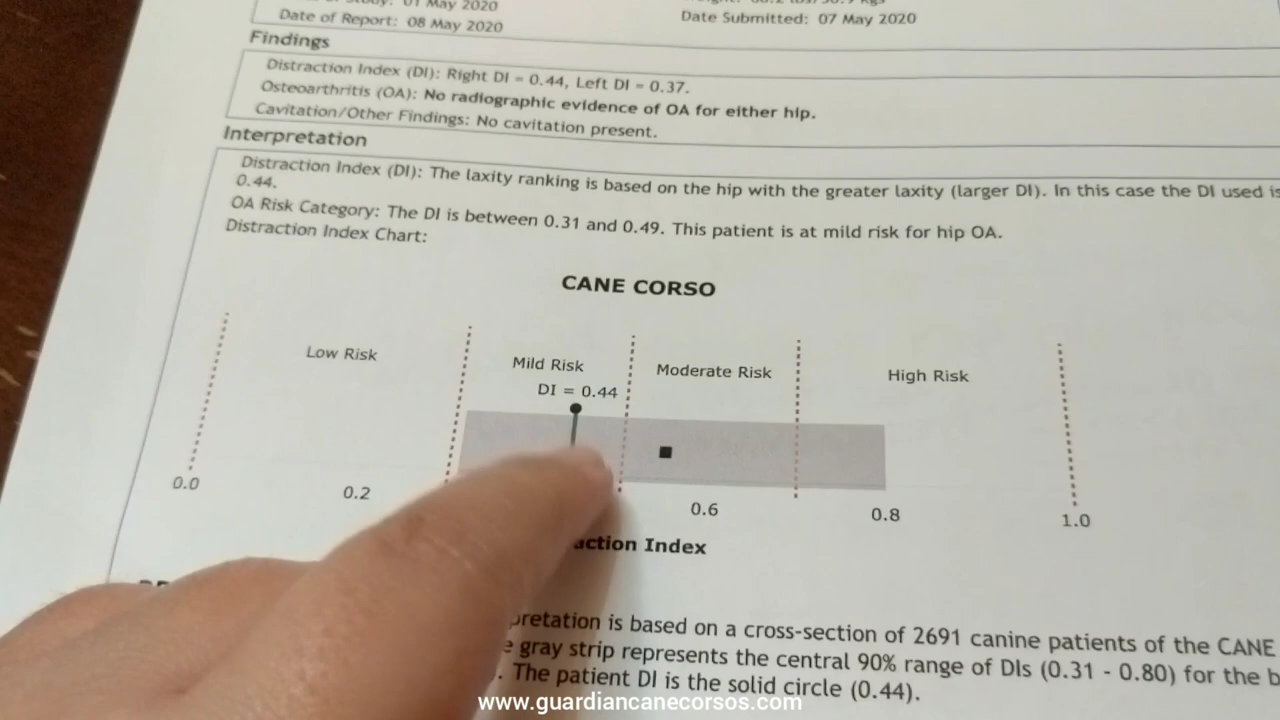 Study: 01 May 2020
Date of Report: 08 May 2020
Date Submitted: 07 May 2020
Findings
Distraction Index (DI): Right DI = 0.44, Left DI = 0.37.
Osteoarthritis (OA): No radiographic evidence of OA for either hip.
Cavitation/Other Findings: No cavitation present.
Interpretation
Distraction Index (DI): The laxity ranking is based on the hip with the greater laxity (larger DI). In this case the DI used is
0.44.
OA Risk Category: The DI is between 0.31 and 0.49. This patient is at mild risk for hip OA.
Distraction Index Chart:
CANE CORSO
Low Risk
Mild Risk
Moderate Risk
High Risk
DI = 0.44
0.0
0.2
0.6
0.8
1.0
action Index
pretation is based on a cross-section of 2691 canine patients of the CANE
e gray strip represents the central 90% range of DIs (0.31 - 0.80) for the b
. The patient DI is the solid circle (0.44).
www.guardiancanecorsos.com